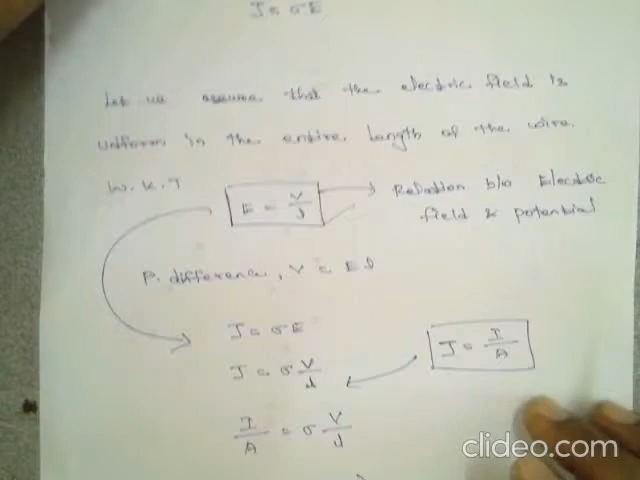 J = σE
Let us assume that the electric field is
uniform in the entire length of the wire.
W.K.T
E = V/d → Relation b/w Electric
field & potential
P. difference, V = Ed
J = σE
J = σ V/d
J = I/A
I/A = σ V/d
clideo.com